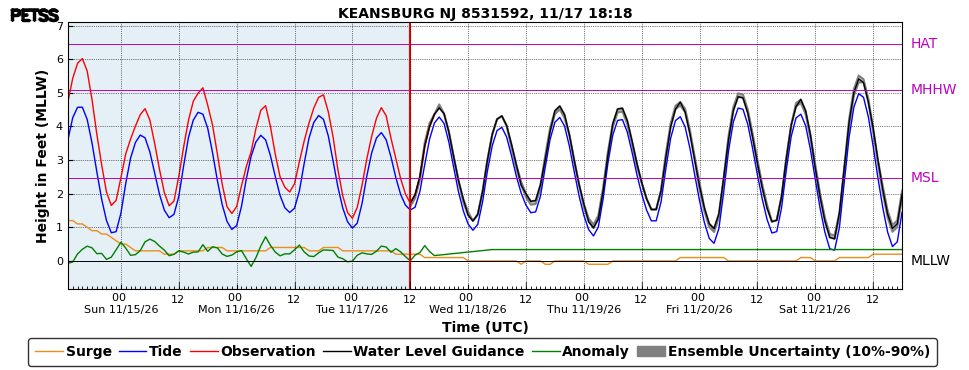 PETSS
KEANSBURG NJ 8531592, 11/17 18:18
Height in Feet (MLLW)
7
6
5
4
3
2
1
0
HAT
MHHW
MSL
MLLW
00 12 00 12 00 12 00 12 00 12 00 12 00 12
Sun 11/15/26 Mon 11/16/26 Tue 11/17/26 Wed 11/18/26 Thu 11/19/26 Fri 11/20/26 Sat 11/21/26
Time (UTC)
Surge Tide Observation Water Level Guidance Anomaly Ensemble Uncertainty (10%-90%)